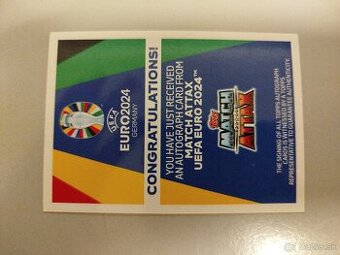 UEFA
EURO2024
GERMANY
CONGRATULATIONS!
YOU HAVE JUST RECEIVED
AN AUTOGRAPH CARD FROM
MATCH ATTAX
UEFA EURO 2024™
Topps
MATCH
ATTAX
THE SIGNING OF ALL TOPPS AUTOGRAPH
CARDS IS WITNESSED BY A TOPPS
REPRESENTATIVE TO GUARANTEE AUTHENTICITY.